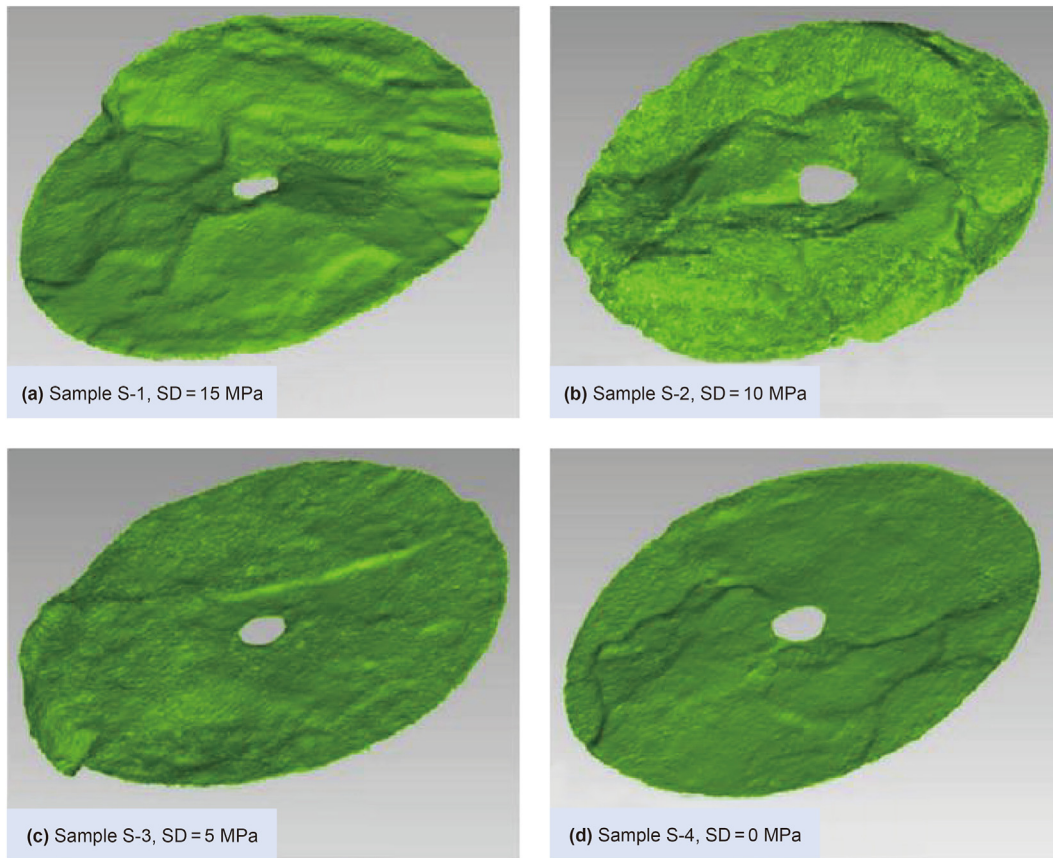 (a) Sample S-1, SD = 15 MPa
(b) Sample S-2, SD = 10 MPa
(c) Sample S-3, SD = 5 MPa
(d) Sample S-4, SD = 0 MPa